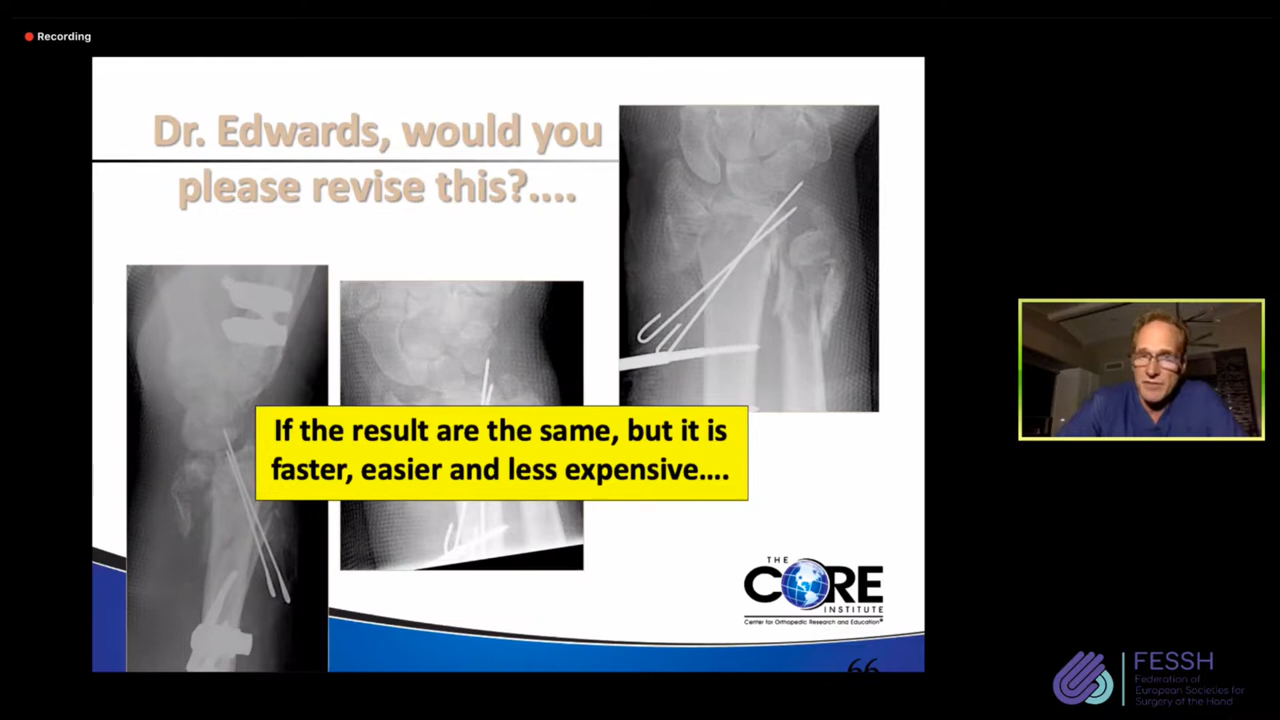 Recording
Dr. Edwards, would you
please revise this?....
If the result are the same, but it is
faster, easier and less expensive....
THE
CORE
INSTITUTE
Center for Orthopedic Research and Education®
66
FESSH
Federation of
European Societies for
Surgery of the Hand